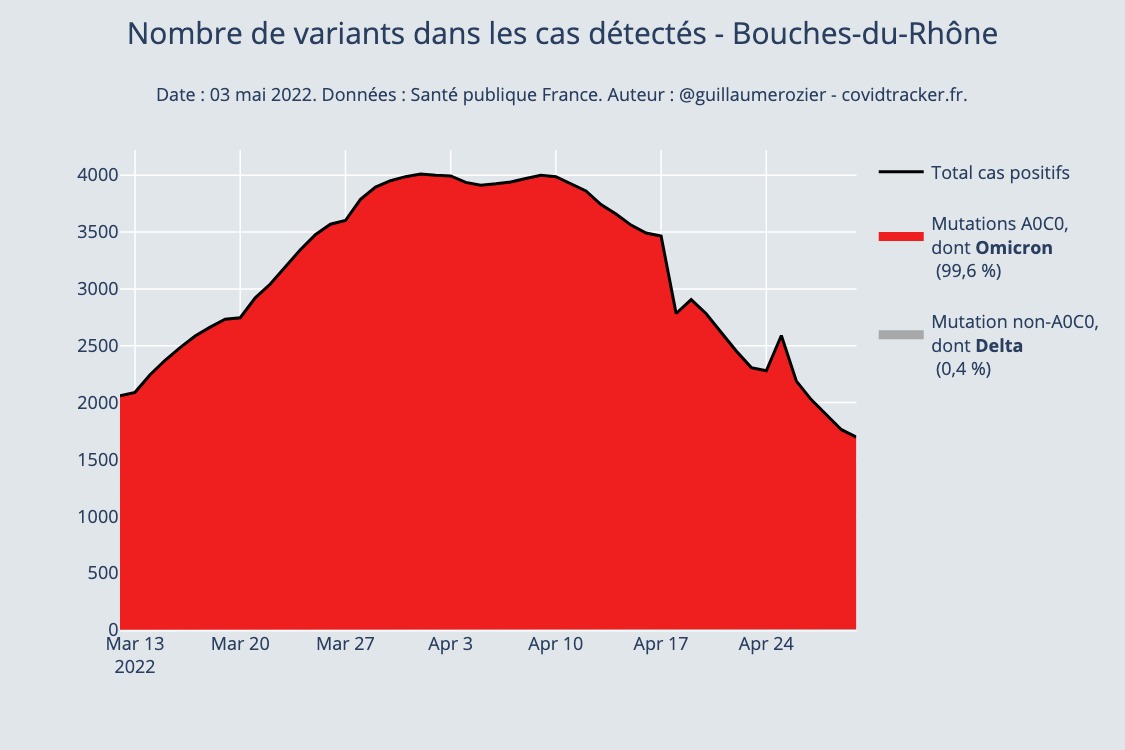 Nombre de variants dans les cas détectés - Bouches-du-Rhône
Date : 03 mai 2022. Données : Santé publique France. Auteur : @guillaumerozier - covidtracker.fr.
4000
3500
3000
2500
2000
1500
1000
500
0
Mar 13
2022
Mar 20
Mar 27
Apr 3
Apr 10
Apr 17
Apr 24
Total cas positifs
Mutations A0C0,
dont Omicron
(99,6 %)
Mutation non-A0C0,
dont Delta
(0,4 %)